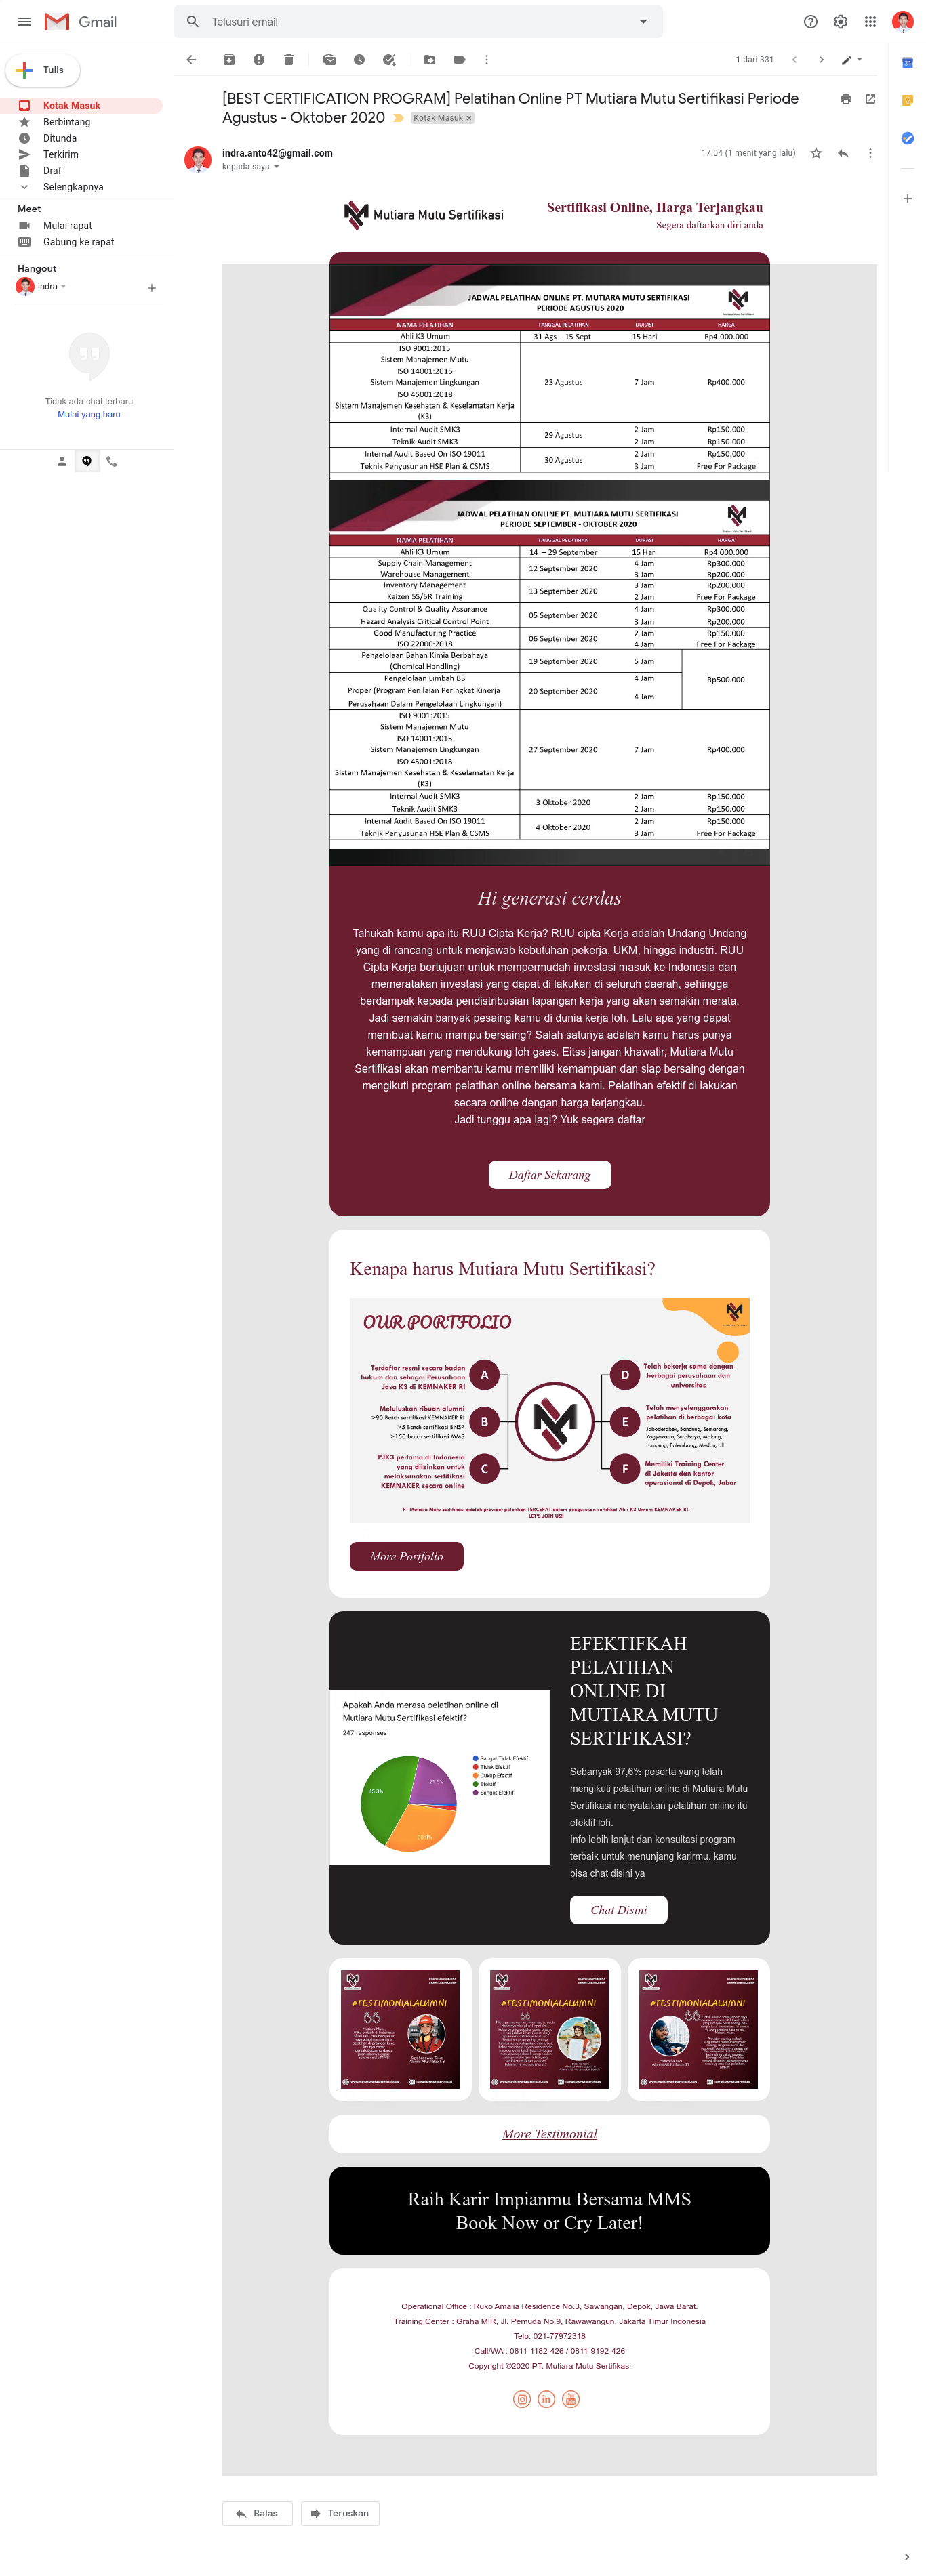 Gmail
Telusuri email
Tulis
1 dari 331
Kotak Masuk
Berbintang
Ditunda
Terkirim
Draf
Selengkapnya
Meet
Mulai rapat
Gabung ke rapat
Hangout
indra
Tidak ada chat terbaru
Mulai yang baru
[BEST CERTIFICATION PROGRAM] Pelatihan Online PT Mutiara Mutu Sertifikasi Periode
Agustus - Oktober 2020 Kotak Masuk ×
indra.anto42@gmail.com
17.04 (1 menit yang lalu)
kepada saya
Mutiara Mutu Sertifikasi
Sertifikasi Online, Harga Terjangkau
Segera daftarkan diri anda
JADWAL PELATIHAN ONLINE PT. MUTIARA MUTU SERTIFIKASI
PERIODE AGUSTUS 2020
NAMA PELATIHAN TANGGAL PELATIHAN DURASI HARGA
Ahli K3 Umum 31 Ags – 15 Sept 15 Hari Rp4.000.000
ISO 9001:2015
Sistem Manajemen Mutu
ISO 14001:2015
Sistem Manajemen Lingkungan 23 Agustus 7 Jam Rp400.000
ISO 45001:2018
Sistem Manajemen Kesehatan & Keselamatan Kerja
(K3)
Internal Audit SMK3 2 Jam Rp150.000
29 Agustus
Teknik Audit SMK3 2 Jam Rp150.000
Internal Audit Based On ISO 19011 2 Jam Rp150.000
30 Agustus
Teknik Penyusunan HSE Plan & CSMS 3 Jam Free For Package
JADWAL PELATIHAN ONLINE PT. MUTIARA MUTU SERTIFIKASI
PERIODE SEPTEMBER - OKTOBER 2020
NAMA PELATIHAN TANGGAL PELATIHAN DURASI HARGA
Ahli K3 Umum 14 – 29 September 15 Hari Rp4.000.000
Supply Chain Management 4 Jam Rp300.000
12 September 2020
Warehouse Management 3 Jam Rp200.000
Inventory Management 3 Jam Rp200.000
13 September 2020
Kaizen 5S/5R Training 2 Jam Free For Package
Quality Control & Quality Assurance 4 Jam Rp300.000
05 September 2020
Hazard Analysis Critical Control Point 3 Jam Rp200.000
Good Manufacturing Practice 2 Jam Rp150.000
06 September 2020
ISO 22000:2018 4 Jam Free For Package
Pengelolaan Bahan Kimia Berbahaya
19 September 2020 5 Jam
(Chemical Handling)
Pengelolaan Limbah B3 4 Jam Rp500.000
Proper (Program Penilaian Peringkat Kinerja 20 September 2020 4 Jam
Perusahaan Dalam Pengelolaan Lingkungan)
ISO 9001:2015
Sistem Manajemen Mutu
ISO 14001:2015
Sistem Manajemen Lingkungan 27 September 2020 7 Jam Rp400.000
ISO 45001:2018
Sistem Manajemen Kesehatan & Keselamatan Kerja
(K3)
Internal Audit SMK3 2 Jam Rp150.000
3 Oktober 2020
Teknik Audit SMK3 2 Jam Rp150.000
Internal Audit Based On ISO 19011 2 Jam Rp150.000
4 Oktober 2020
Teknik Penyusunan HSE Plan & CSMS 3 Jam Free For Package
Hi generasi cerdas
Tahukah kamu apa itu RUU Cipta Kerja? RUU cipta Kerja adalah Undang Undang
yang di rancang untuk menjawab kebutuhan pekerja, UKM, hingga industri. RUU
Cipta Kerja bertujuan untuk mempermudah investasi masuk ke Indonesia dan
memeratakan investasi yang dapat di lakukan di seluruh daerah, sehingga
berdampak kepada pendistribusian lapangan kerja yang akan semakin merata.
Jadi semakin banyak pesaing kamu di dunia kerja loh. Lalu apa yang dapat
membuat kamu mampu bersaing? Salah satunya adalah kamu harus punya
kemampuan yang mendukung loh gaes. Eitss jangan khawatir, Mutiara Mutu
Sertifikasi akan membantu kamu memiliki kemampuan dan siap bersaing dengan
mengikuti program pelatihan online bersama kami. Pelatihan efektif di lakukan
secara online dengan harga terjangkau.
Jadi tunggu apa lagi? Yuk segera daftar
Daftar Sekarang
Kenapa harus Mutiara Mutu Sertifikasi?
OUR PORTFOLIO
A
Terdaftar resmi secara badan
hukum dan sebagai Perusahaan
Jasa K3 di KEMNAKER RI
B
Meluluskan ribuan alumni
>90 Batch sertifikasi KEMNAKER RI
>5 Batch sertifikasi BNSP
>150 batch sertifikasi MMS
C
PJK3 pertama di Indonesia
yang diizinkan untuk
melaksanakan sertifikasi
KEMNAKER secara online
D
Telah bekerja sama dengan
berbagai perusahaan dan
universitas
E
Telah menyelenggarakan
pelatihan di berbagai kota
Jabodetabek, Bandung, Semarang,
Yogyakarta, Surabaya, Malang,
Lampung, Palembang, Medan, dll
F
Memiliki Training Center
di Jakarta dan kantor
operasional di Depok, Jabar
PT Mutiara Mutu Sertifikasi adalah provider pelatihan TERCEPAT dalam pengurusan sertifikat Ahli K3 Umum KEMNAKER RI.
LET'S JOIN US!!
More Portfolio
Apakah Anda merasa pelatihan online di
Mutiara Mutu Sertifikasi efektif?
247 responses
Sangat Tidak Efektif
Tidak Efektif
Cukup Efektif
Efektif
Sangat Efektif
21.5%
30.8%
EFEKTIFKAH
PELATIHAN
ONLINE DI
MUTIARA MUTU
SERTIFIKASI?
Sebanyak 97,6% peserta yang telah
mengikuti pelatihan online di Mutiara Mutu
Sertifikasi menyatakan pelatihan online itu
efektif loh.
Info lebih lanjut dan konsultasi program
terbaik untuk menunjang karirmu, kamu
bisa chat disini ya
Chat Disini
#TESTIMONIALALUMNI
#TESTIMONIALALUMNI
#TESTIMONIALALUMNI
More Testimonial
Raih Karir Impianmu Bersama MMS
Book Now or Cry Later!
Operational Office : Ruko Amalia Residence No.3, Sawangan, Depok, Jawa Barat.
Training Center : Graha MIR, Jl. Pemuda No.9, Rawawangun, Jakarta Timur Indonesia
Telp: 021-77972318
Call/WA : 0811-1182-426 / 0811-9192-426
Copyright ©2020 PT. Mutiara Mutu Sertifikasi
Balas
Teruskan